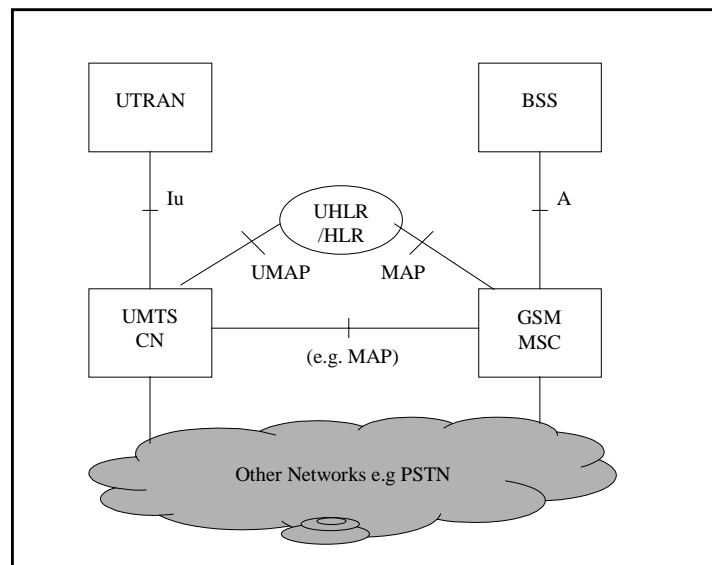 UTRAN
BSS
Iu
A
UHLR
/HLR
UMAP
MAP
UMTS
CN
GSM
MSC
(e.g. MAP)
Other Networks e.g PSTN